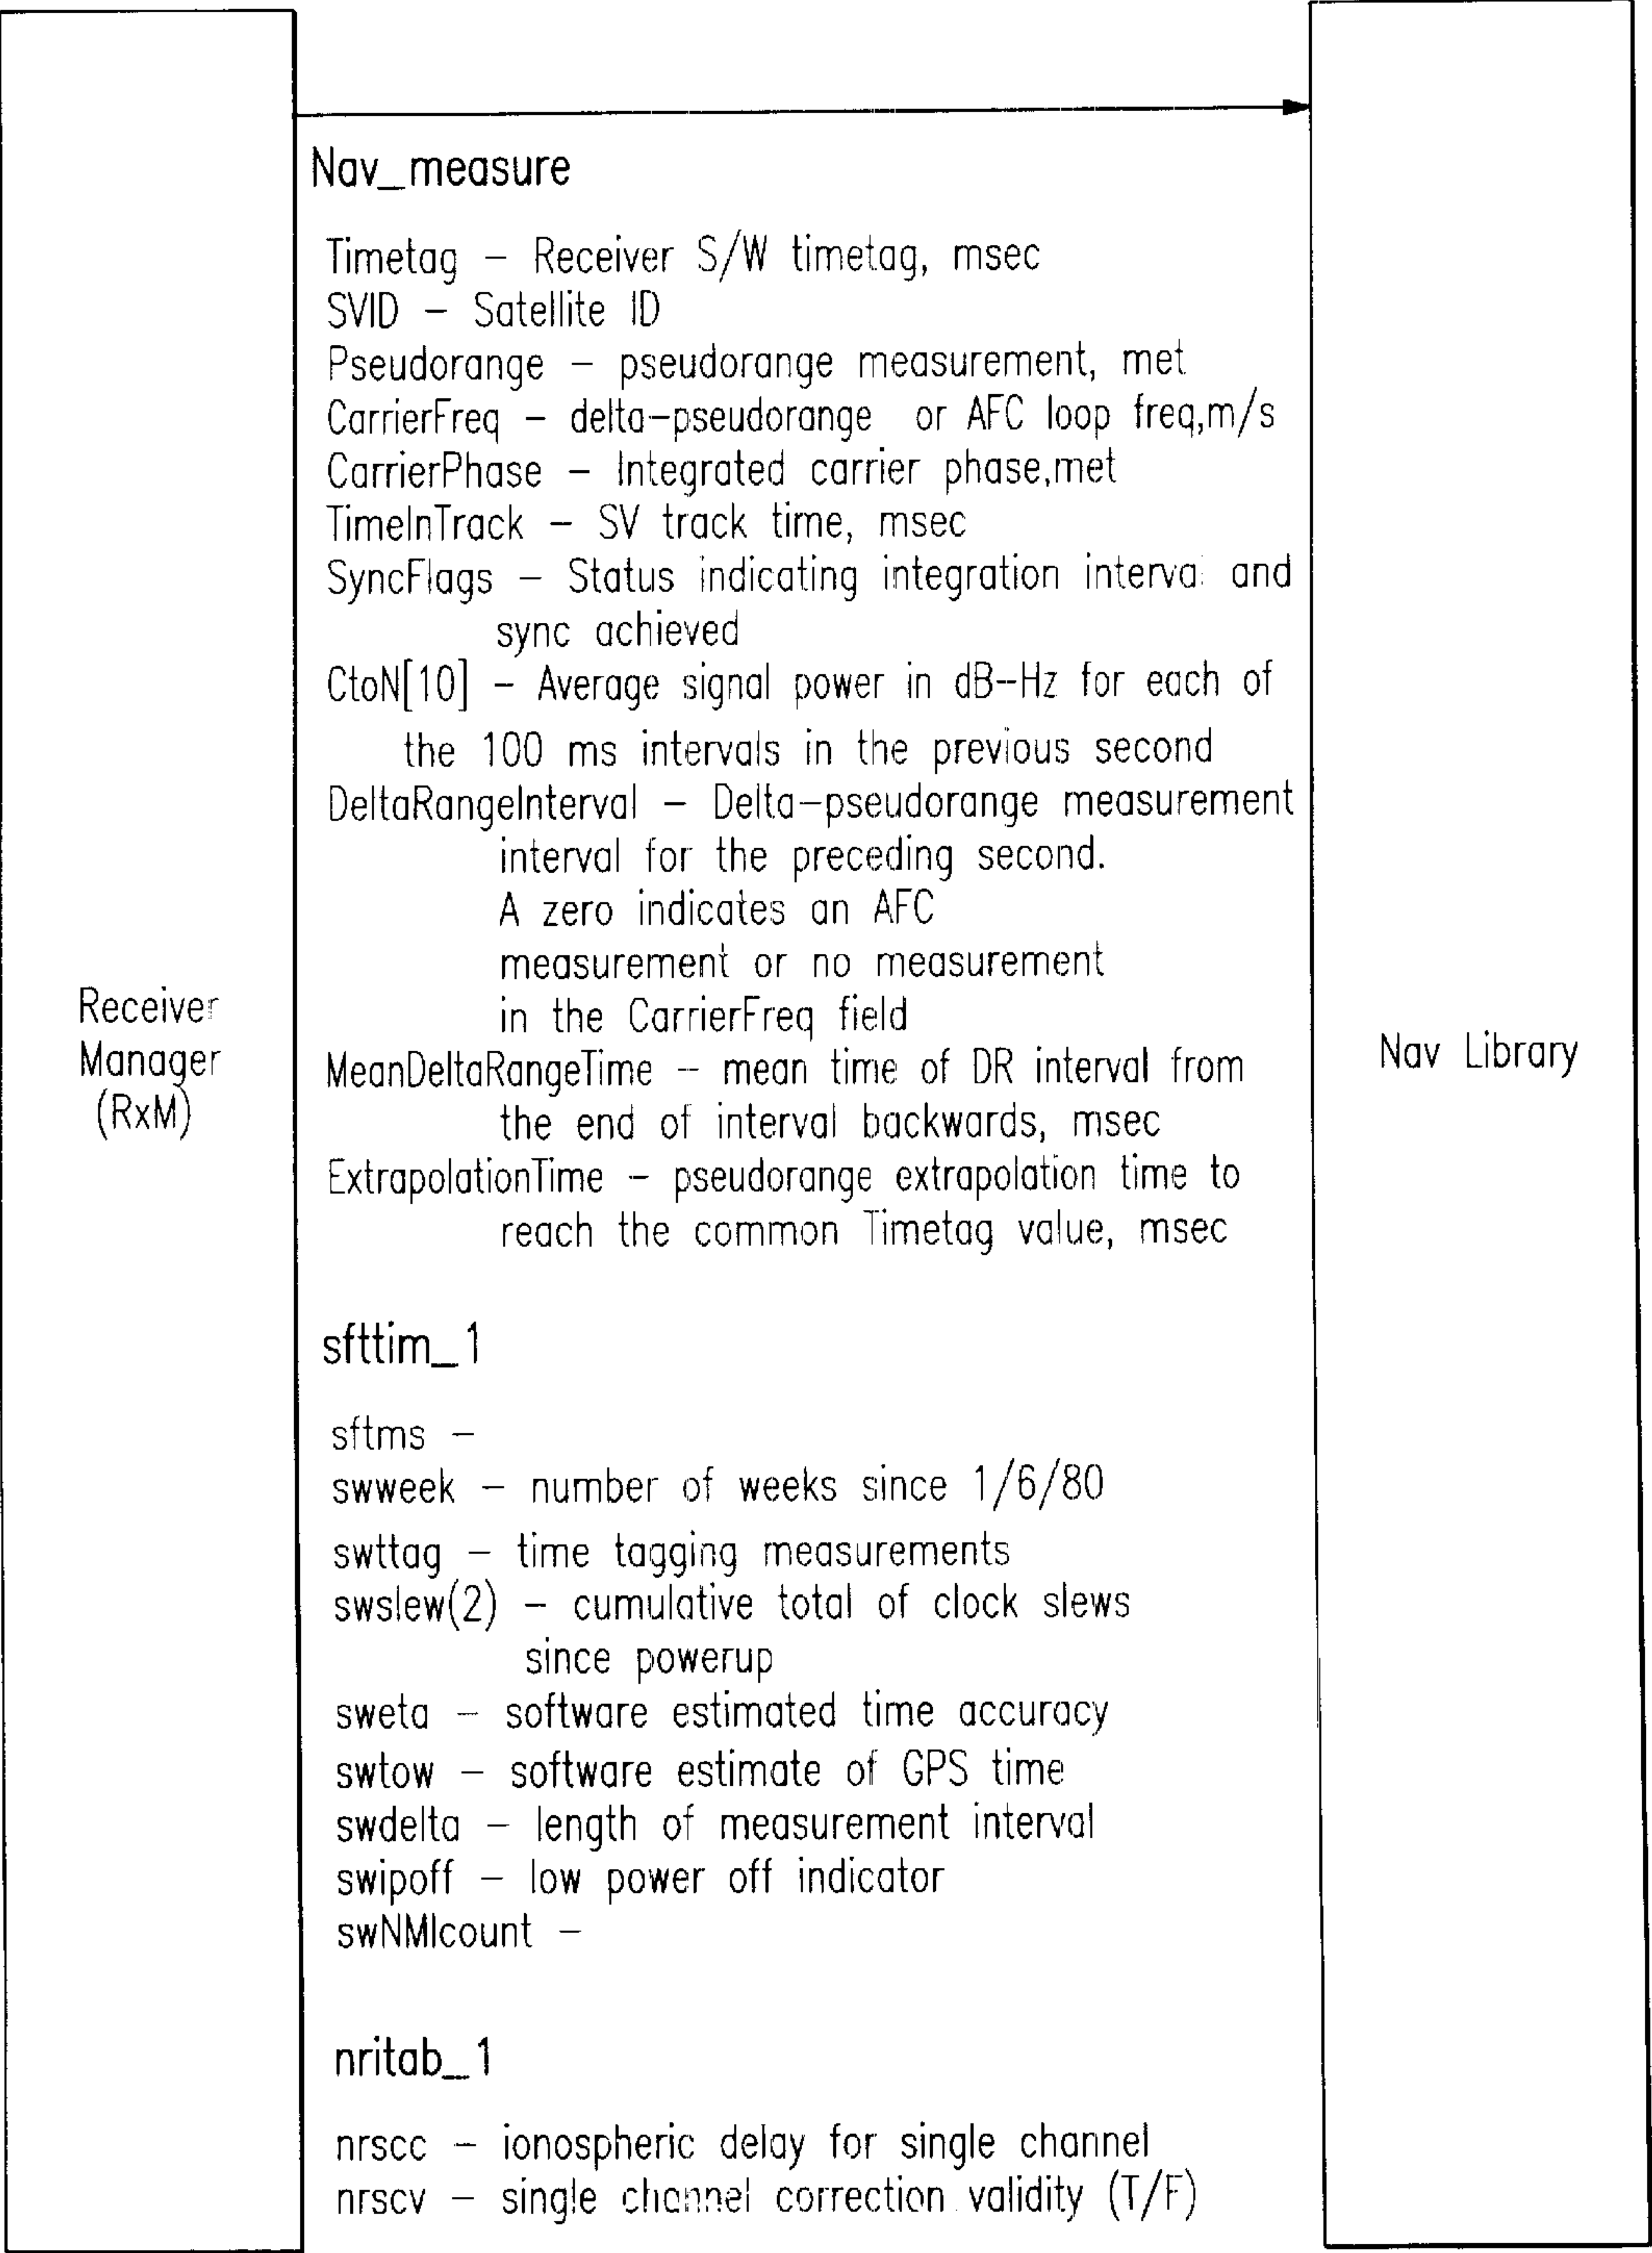 Nav_measure
Timetag – Receiver S/W timetag, msec
SVID – Satellite ID
Pseudorange – pseudorange measurement, met
CarrierFreq – delta–pseudorange or AFC loop freq,m/s
CarrierPhase – Integrated carrier phase,met
TimeInTrack – SV track time, msec
SyncFlags – Status indicating integration interval and
sync achieved
CtoN[10] – Average signal power in dB–Hz for each of
the 100 ms intervals in the previous second
DeltaRangeInterval – Delta–pseudorange measurement
interval for the preceding second.
A zero indicates an AFC
measurement or no measurement
in the CarrierFreq field
MeanDeltaRangeTime – mean time of DR interval from
the end of interval backwards, msec
ExtrapolationTime – pseudorange extrapolation time to
reach the common Timetag value, msec
sfttim_1
sftms –
swweek – number of weeks since 1/6/80
swttag – time tagging measurements
swslew(2) – cumulative total of clock slews
since powerup
sweta – software estimated time accuracy
swtow – software estimate of GPS time
swdelta – length of measurement interval
swipoff – low power off indicator
swNMIcount –
nritab_1
nrscc – ionospheric delay for single channel
nrscv – single channel correction validity (T/F)
Receiver
Manager
(RxM)
Nav Library